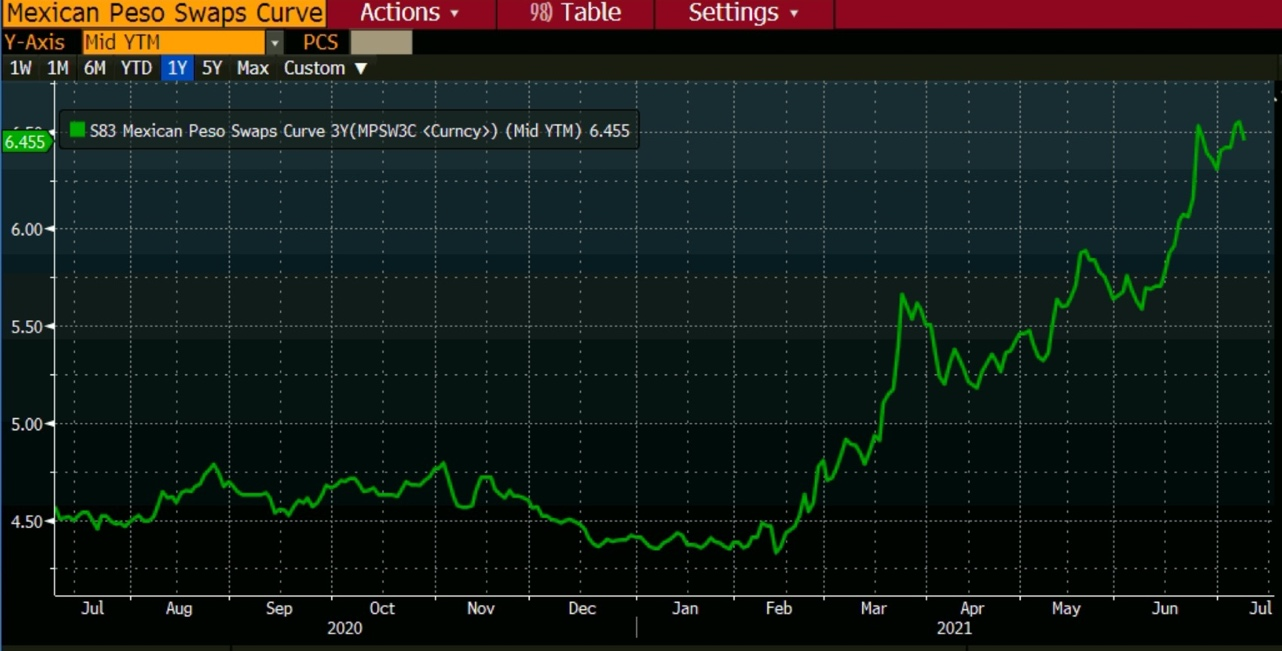 Mexican Peso Swaps Curve Actions 98) Table Settings
Y-Axis Mid YTM PCS
1W 1M 6M YTD 1Y 5Y Max Custom
S83 Mexican Peso Swaps Curve 3Y(MPSW3C <Curncy>) (Mid YTM) 6.455
6.455
6.00
5.50
5.00
4.50
Jul Aug Sep Oct Nov Dec Jan Feb Mar Apr May Jun Jul
2020 2021